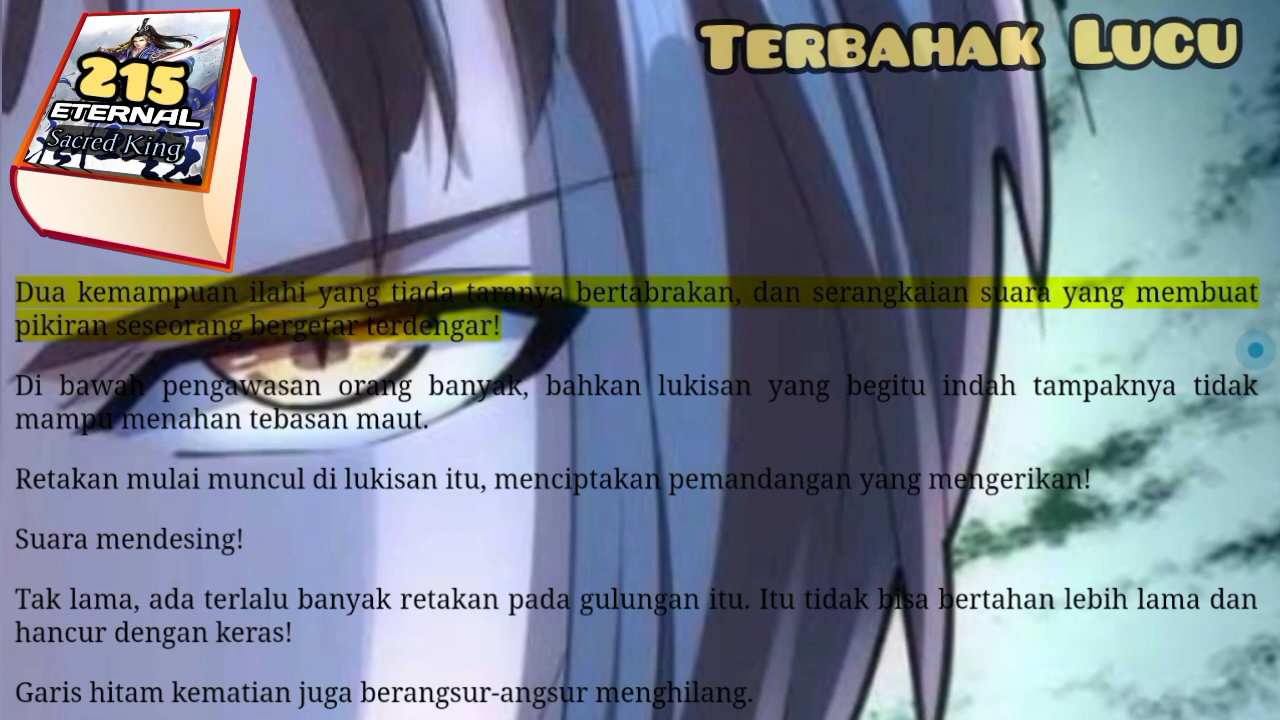 TERBAHAK LUCU
215
ETERNAL
Sacred King
Dua kemampuan ilahi yang tiada taranya bertabrakan, dan serangkaian suara yang membuat
pikiran seseorang bergetar terdengar!
Di bawah pengawasan orang banyak, bahkan lukisan yang begitu indah tampaknya tidak
mampu menahan tebasan maut.
Retakan mulai muncul di lukisan itu, menciptakan pemandangan yang mengerikan!
Suara mendesing!
Tak lama, ada terlalu banyak retakan pada gulungan itu. Itu tidak bisa bertahan lebih lama dan
hancur dengan keras!
Garis hitam kematian juga berangsur-angsur menghilang.